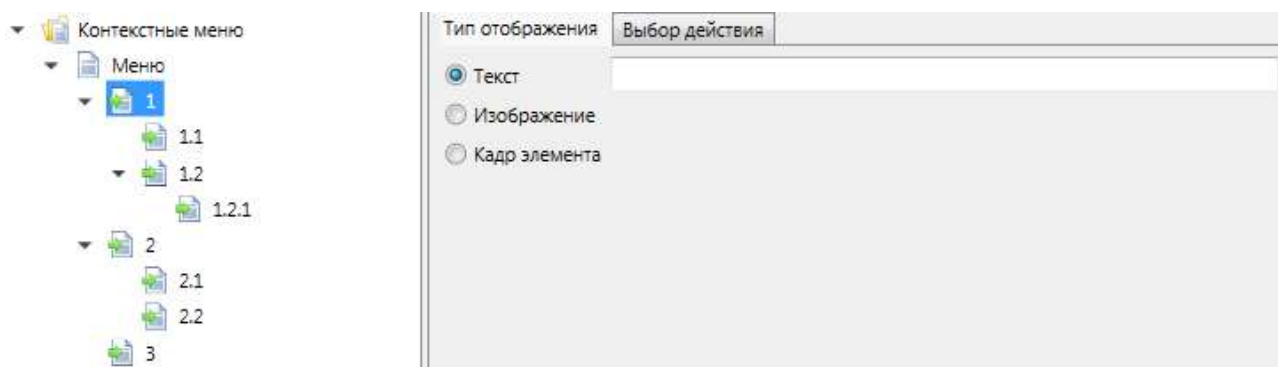 Контекстные меню
Меню
1
1.1
1.2
1.2.1
2
2.1
2.2
3
Тип отображения Выбор действия
Текст
Изображение
Кадр элемента